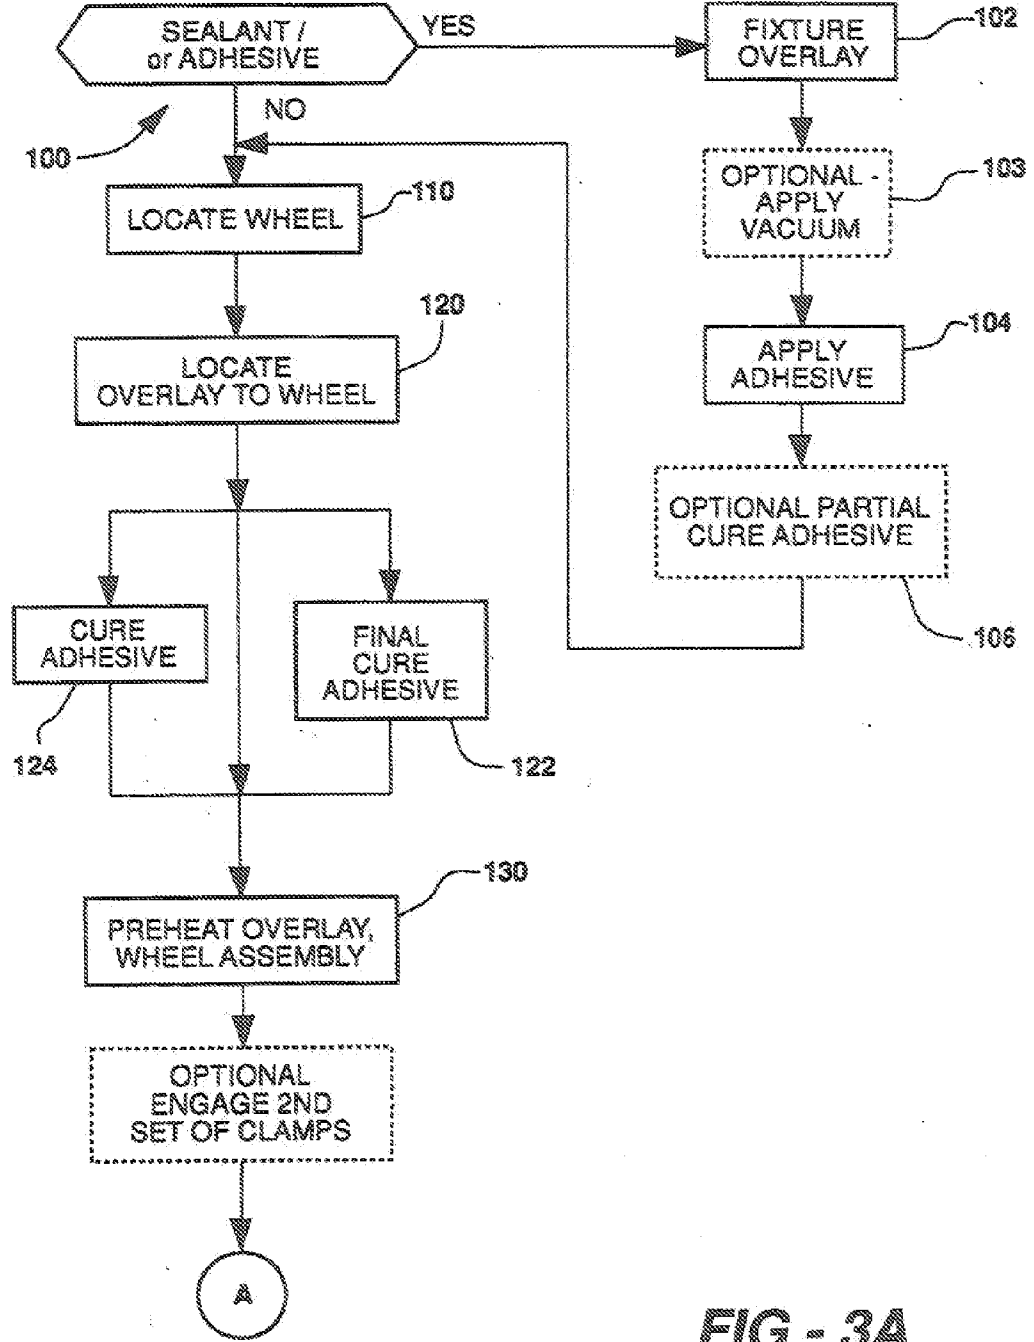 SEALANT /
or ADHESIVE
YES
NO
100
FIXTURE
OVERLAY
102
OPTIONAL -
APPLY
VACUUM
103
LOCATE WHEEL
110
LOCATE
OVERLAY TO WHEEL
120
APPLY
ADHESIVE
104
OPTIONAL PARTIAL
CURE ADHESIVE
106
CURE
ADHESIVE
124
FINAL
CURE
ADHESIVE
122
PREHEAT OVERLAY,
WHEEL ASSEMBLY
130
OPTIONAL
ENGAGE 2ND
SET OF CLAMPS
A
FIG - 3A